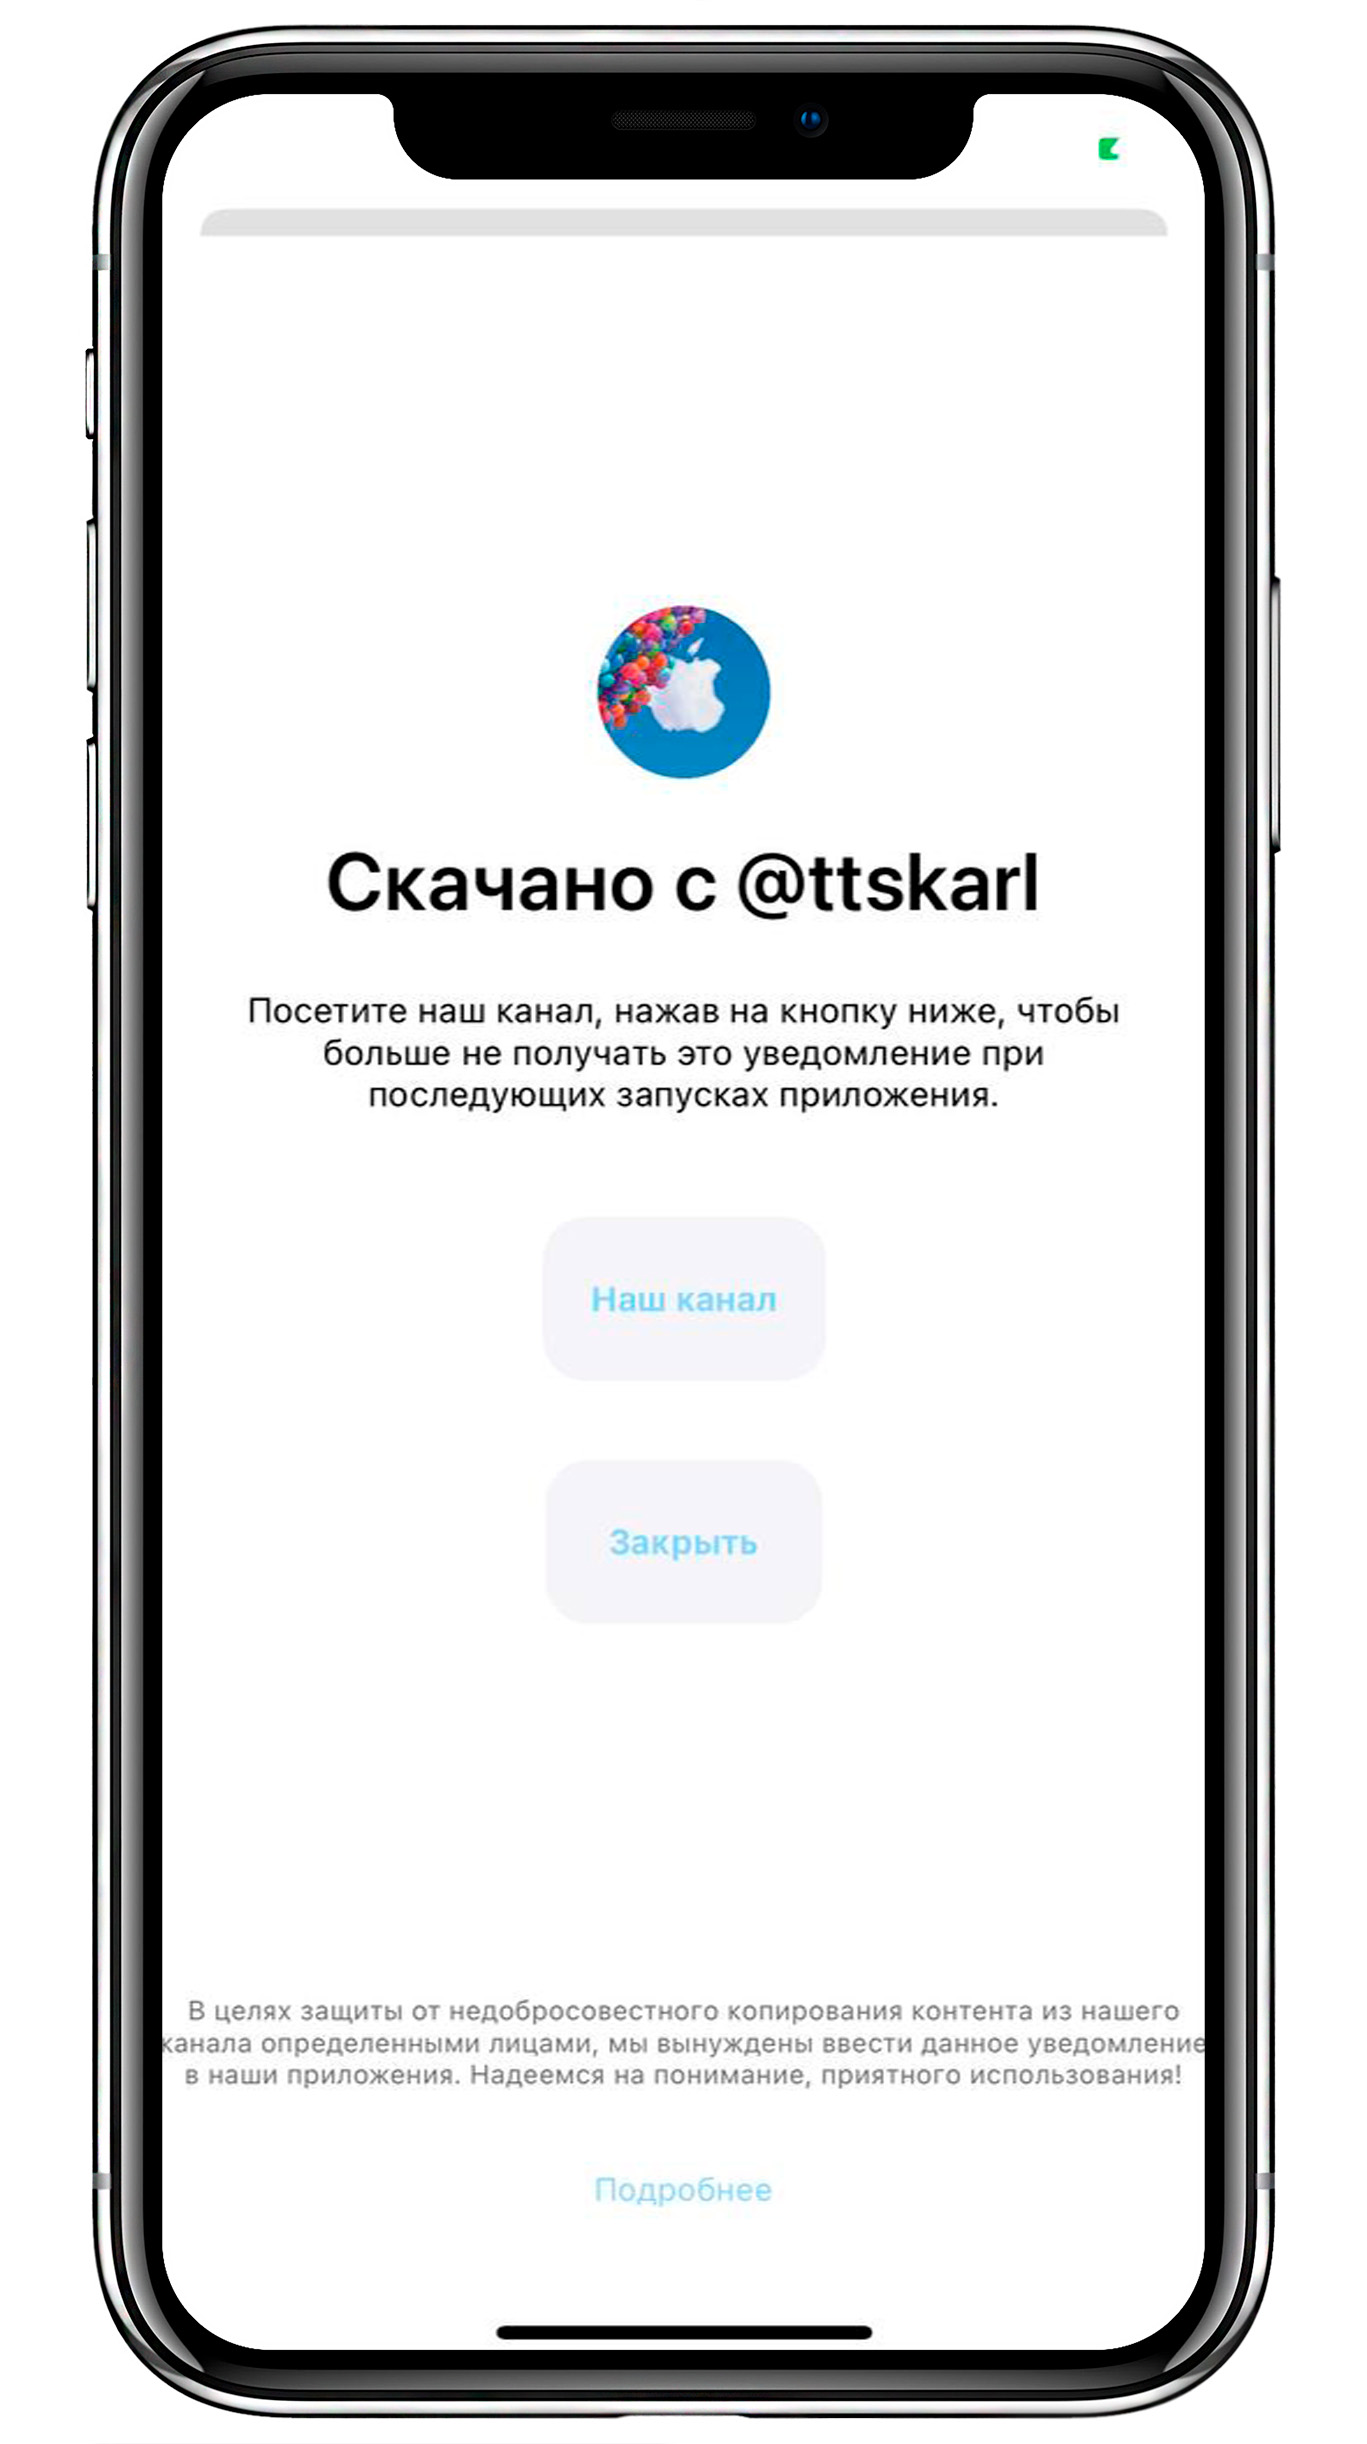 Скачано с @ttskarl
Посетите наш канал, нажав на кнопку ниже, чтобы
больше не получать это уведомление при
последующих запусках приложения.
Наш канал
Закрыть
В целях защиты от недобросовестного копирования контента из нашего
канала определенными лицами, мы вынуждены ввести данное уведомление
в наши приложения. Надеемся на понимание, приятного использования!
Подробнее